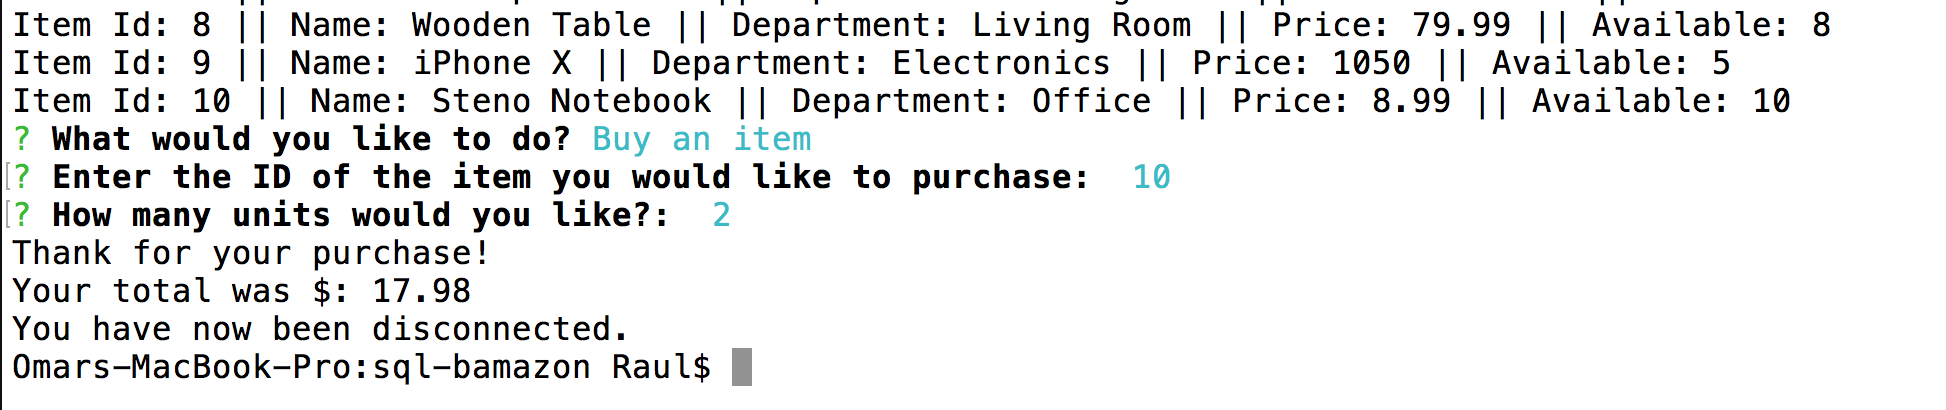 Item Id: 8 || Name: Wooden Table || Department: Living Room || Price: 79.99 || Available: 8
Item Id: 9 || Name: iPhone X || Department: Electronics || Price: 1050 || Available: 5
Item Id: 10 || Name: Steno Notebook || Department: Office || Price: 8.99 || Available: 10
? What would you like to do? Buy an item
[? Enter the ID of the item you would like to purchase:  10
[? How many units would you like?:  2
Thank for your purchase!
Your total was $: 17.98
You have now been disconnected.
Omars-MacBook-Pro:sql-bamazon Raul$